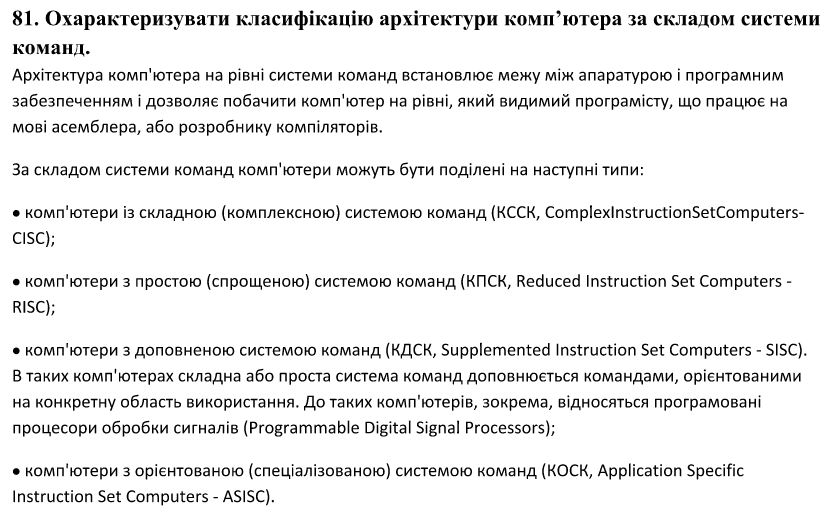 81. Охарактеризувати класифікацію архітектури комп’ютера за складом системи
команд.
Архітектура комп'ютера на рівні системи команд встановлює межу між апаратурою і програмним
забезпеченням і дозволяє побачити комп'ютер на рівні, який видимий програмісту, що працює на
мові асемблера, або розробнику компіляторів.
За складом системи команд комп'ютери можуть бути поділені на наступні типи:
• комп'ютери із складною (комплексною) системою команд (КССК, ComplexInstructionSetComputers-
CISC);
• комп'ютери з простою (спрощеною) системою команд (КПСК, Reduced Instruction Set Computers -
RISC);
• комп'ютери з доповненою системою команд (КДСК, Supplemented Instruction Set Computers - SISC).
В таких комп'ютерах складна або проста система команд доповнюється командами, орієнтованими
на конкретну область використання. До таких комп'ютерів, зокрема, відносяться програмовані
процесори обробки сигналів (Programmable Digital Signal Processors);
• комп'ютери з орієнтованою (спеціалізованою) системою команд (КОСК, Application Specific
Instruction Set Computers - ASISC).